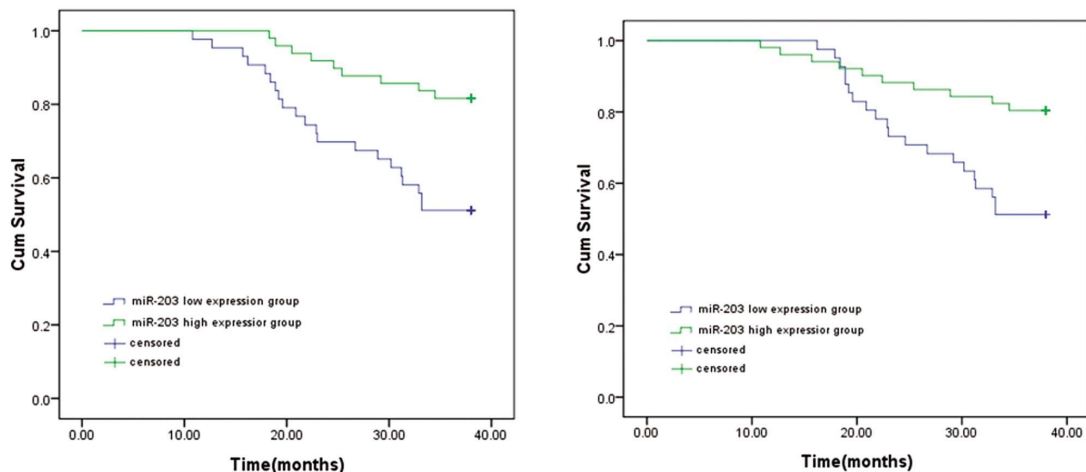 1.0
0.8
0.6
0.4
0.2
0.0
Cum Survival
miR-203 low expression group
miR-203 high expressior group
censored
censored
0.00 10.00 20.00 30.00 40.00
Time(months)
1.0
0.8
0.6
0.4
0.2
0.0
Cum Survival
miR-203 low expression group
miR-203 high expressior group
censored
censored
0.00 10.00 20.00 30.00 40.00
Time(months)